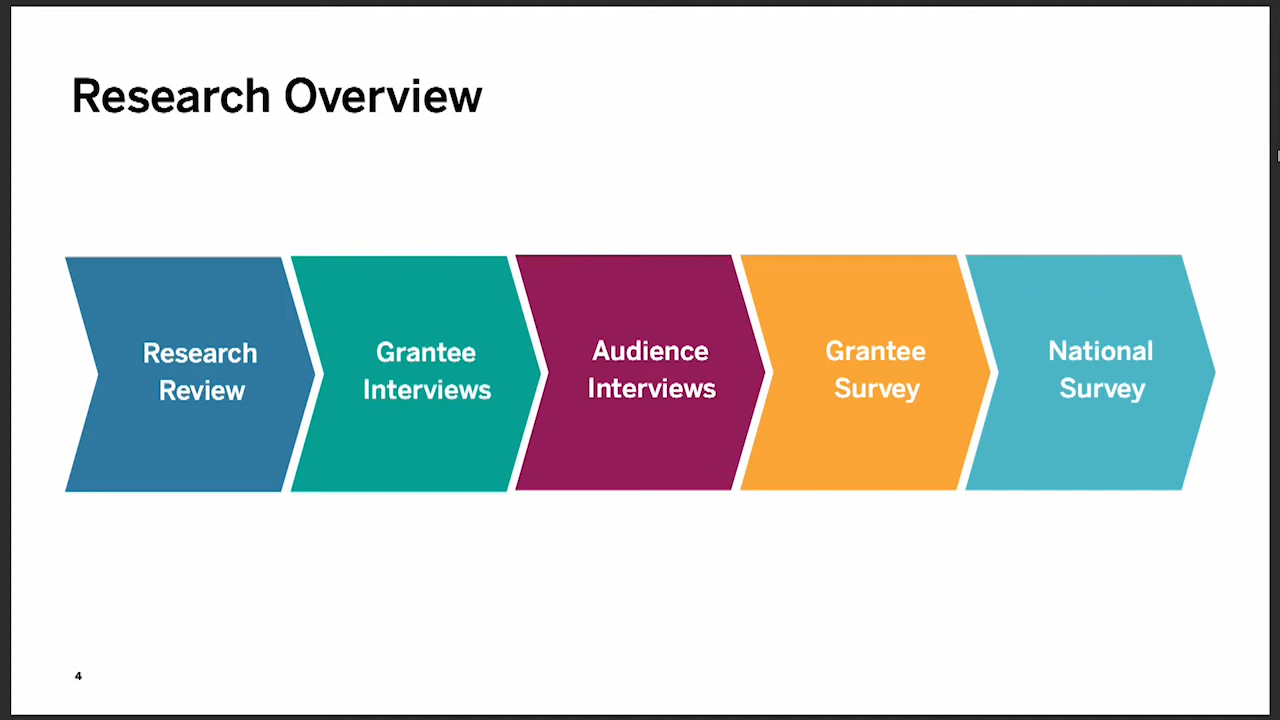 Research Overview
Research
Review
Grantee
Interviews
Audience
Interviews
Grantee
Survey
National
Survey
4